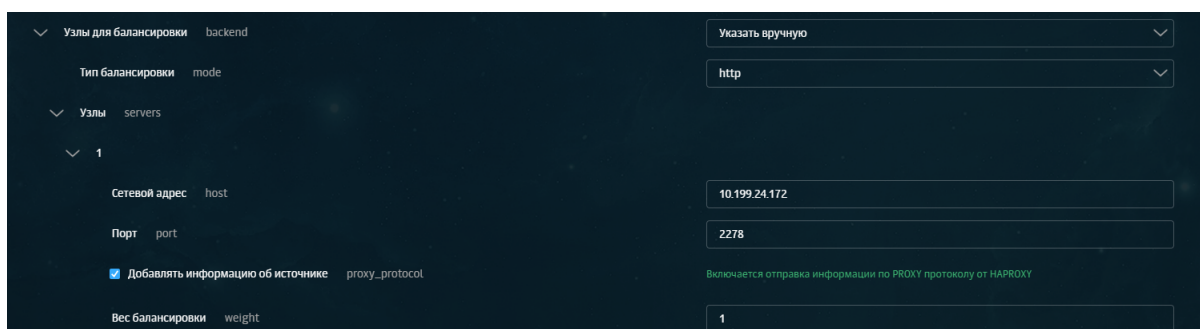 Узлы для балансировки backend Указать вручную
Тип балансировки mode http
Узлы servers
1
Сетевой адрес host 10.199.24.172
Порт port 2278
Добавлять информацию об источнике proxy_protocol Включается отправка информации по PROXY протоколу от HAPROXY
Вес балансировки weight 1